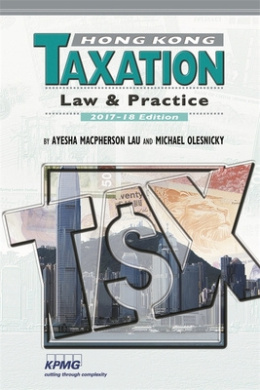 HONG KONG
TAXATION
Law & Practice
2017-18 Edition
BY AYESHA MACPHERSON LAU AND MICHAEL OLESNICKY
TAX
KPMG
cutting through complexity